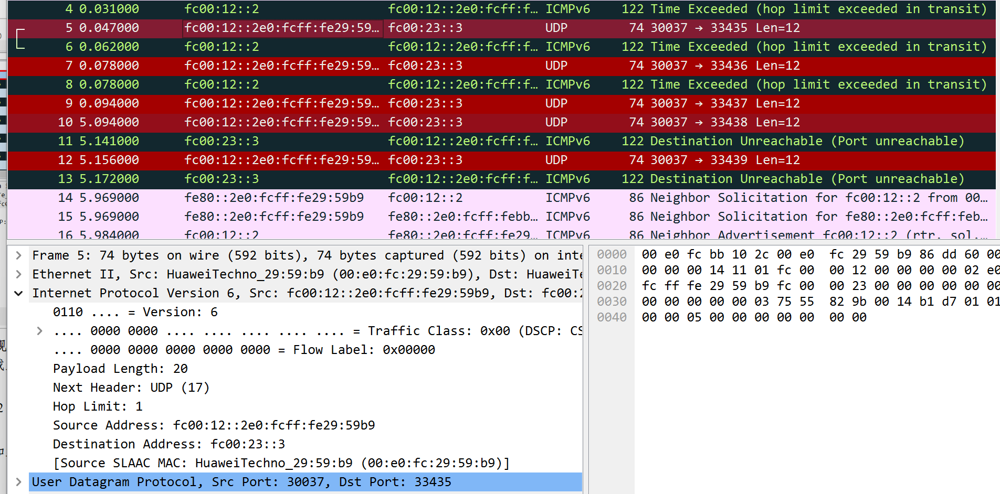 4 0.031000 fc00:12::2 fc00:12::2e0:fcff:f… ICMPv6 122 Time Exceeded (hop limit exceeded in transit)
5 0.047000 fc00:12::2e0:fcff:fe29:59… fc00:23::3 UDP 74 30037 → 33435 Len=12
6 0.062000 fc00:12::2 fc00:12::2e0:fcff:f… ICMPv6 122 Time Exceeded (hop limit exceeded in transit)
7 0.078000 fc00:12::2e0:fcff:fe29:59… fc00:23::3 UDP 74 30037 → 33436 Len=12
8 0.078000 fc00:12::2 fc00:12::2e0:fcff:f… ICMPv6 122 Time Exceeded (hop limit exceeded in transit)
9 0.094000 fc00:12::2e0:fcff:fe29:59… fc00:23::3 UDP 74 30037 → 33437 Len=12
10 5.094000 fc00:12::2e0:fcff:fe29:59… fc00:23::3 UDP 74 30037 → 33438 Len=12
11 5.141000 fc00:23::3 fc00:12::2e0:fcff:f… ICMPv6 122 Destination Unreachable (Port unreachable)
12 5.156000 fc00:12::2e0:fcff:fe29:59… fc00:23::3 UDP 74 30037 → 33439 Len=12
13 5.172000 fc00:23::3 fc00:12::2e0:fcff:f… ICMPv6 122 Destination Unreachable (Port unreachable)
14 5.969000 fe80::2e0:fcff:fe29:59b9 fc00:12::2 ICMPv6 86 Neighbor Solicitation for fc00:12::2 from 00…
15 5.969000 fe80::2e0:fcff:fe29:59b9 fe80::2e0:fcff:febb… ICMPv6 86 Neighbor Solicitation for fe80::2e0:fcff:feb…
16 5.984000 fc00:12::2 fe80::2e0:fcff:fe29… ICMPv6 86 Neighbor Advertisement fc00:12::2 (rtr, sol,…
Frame 5: 74 bytes on wire (592 bits), 74 bytes captured (592 bits) on inte
Ethernet II, Src: HuaweiTechno_29:59:b9 (00:e0:fc:29:59:b9), Dst: HuaweiTe
Internet Protocol Version 6, Src: fc00:12::2e0:fcff:fe29:59b9, Dst: fc00:2
0110 .... = Version: 6
.... 0000 0000 .... .... .... .... .... = Traffic Class: 0x00 (DSCP: CS
.... 0000 0000 0000 0000 0000 = Flow Label: 0x00000
Payload Length: 20
Next Header: UDP (17)
Hop Limit: 1
Source Address: fc00:12::2e0:fcff:fe29:59b9
Destination Address: fc00:23::3
[Source SLAAC MAC: HuaweiTechno_29:59:b9 (00:e0:fc:29:59:b9)]
User Datagram Protocol, Src Port: 30037, Dst Port: 33435
0000 00 e0 fc bb 10 2c 00 e0 fc 29 59 b9 86 dd 60 00
0010 00 00 00 14 11 01 fc 00 00 12 00 00 00 00 02 e0
0020 fc ff fe 29 59 b9 fc 00 00 23 00 00 00 00 00 00
0030 00 00 00 00 00 03 75 55 82 9b 00 14 b1 d7 01 01
0040 00 00 05 00 00 00 00 00 00 00